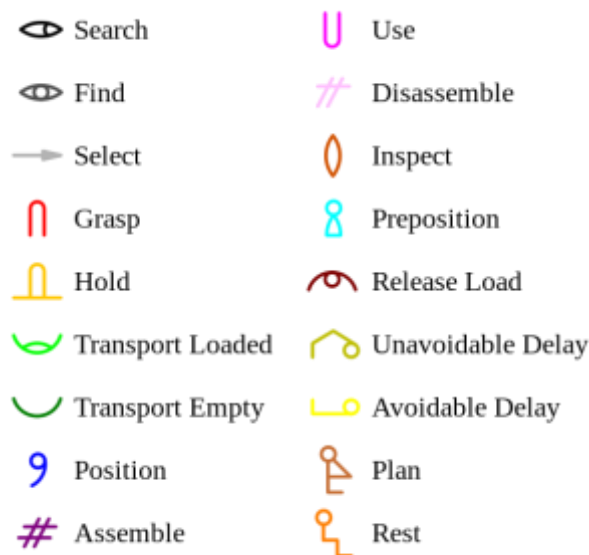 Search
Find
Select
Grasp
Hold
Transport Loaded
Transport Empty
Position
Assemble
Use
Disassemble
Inspect
Preposition
Release Load
Unavoidable Delay
Avoidable Delay
Plan
Rest